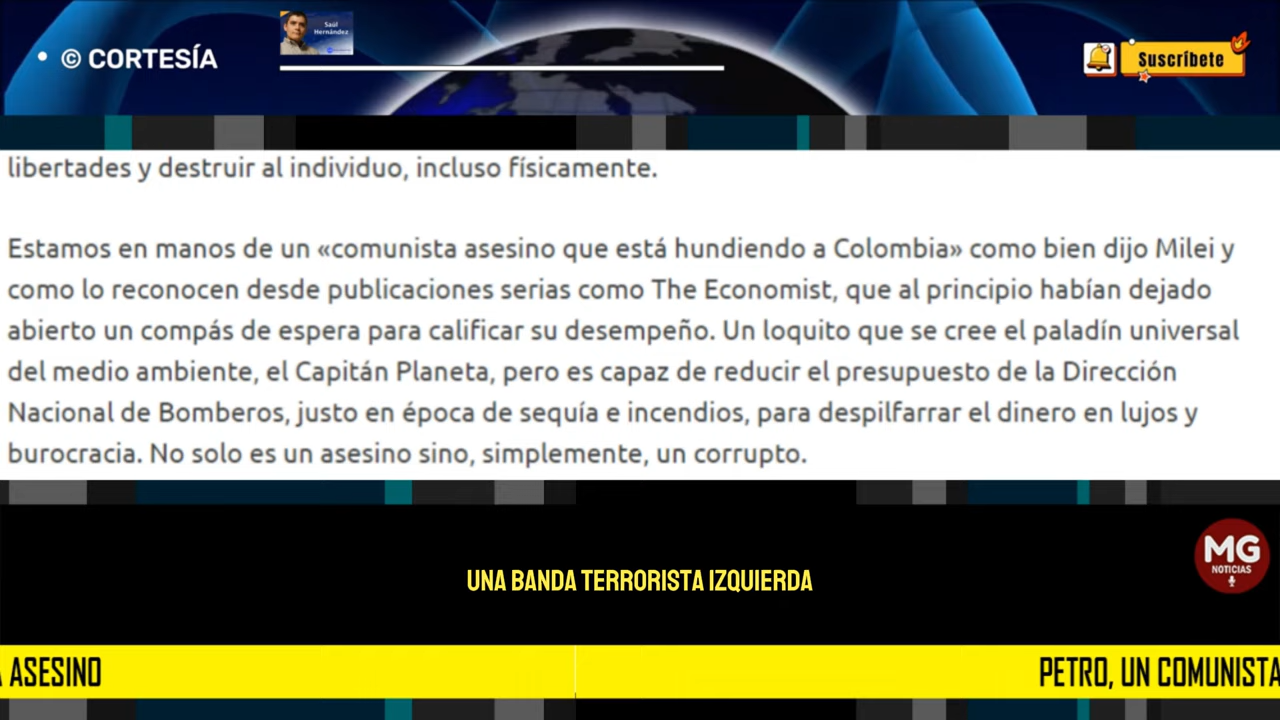 • © CORTESÍA
Saúl
Hernández
Suscríbete
libertades y destruir al individuo, incluso físicamente.
Estamos en manos de un «comunista asesino que está hundiendo a Colombia» como bien dijo Milei y
como lo reconocen desde publicaciones serias como The Economist, que al principio habían dejado
abierto un compás de espera para calificar su desempeño. Un loquito que se cree el paladín universal
del medio ambiente, el Capitán Planeta, pero es capaz de reducir el presupuesto de la Dirección
Nacional de Bomberos, justo en época de sequía e incendios, para despilfarrar el dinero en lujos y
burocracia. No solo es un asesino sino, simplemente, un corrupto.
MG
NOTICIAS
UNA BANDA TERRORISTA IZQUIERDA
A ASESINO
PETRO, UN COMUNISTA